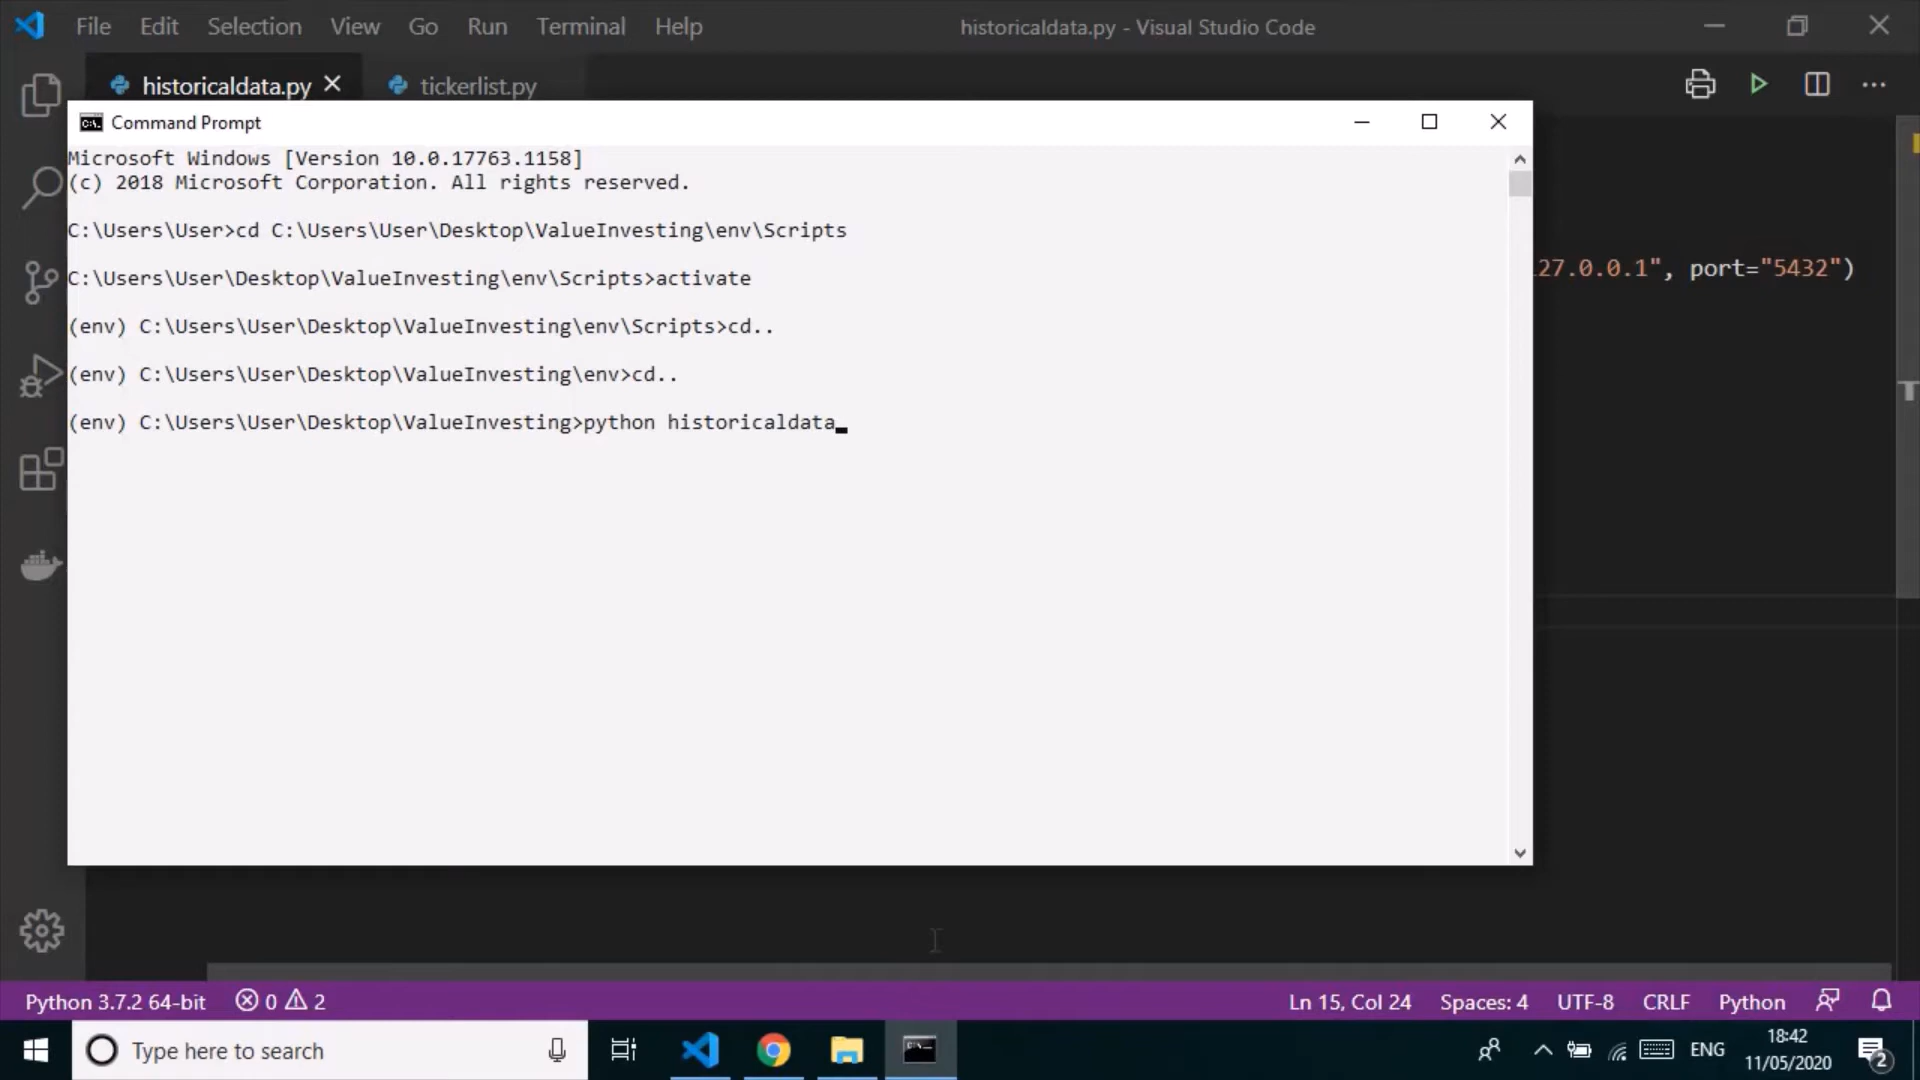 File Edit Selection View Go Run Terminal Help historicaldata.py - Visual Studio Code
historicaldata.py tickerlist.py
Command Prompt
Microsoft Windows [Version 10.0.17763.1158]
(c) 2018 Microsoft Corporation. All rights reserved.
C:\Users\User>cd C:\Users\User\Desktop\ValueInvesting\env\Scripts
27.0.0.1", port="5432")
C:\Users\User\Desktop\ValueInvesting\env\Scripts>activate
(env) C:\Users\User\Desktop\ValueInvesting\env\Scripts>cd..
(env) C:\Users\User\Desktop\ValueInvesting\env>cd..
(env) C:\Users\User\Desktop\ValueInvesting>python historicaldata
Python 3.7.2 64-bit 0 2 Ln 15, Col 24 Spaces: 4 UTF-8 CRLF Python
Type here to search ENG 18:42
11/05/2020 2